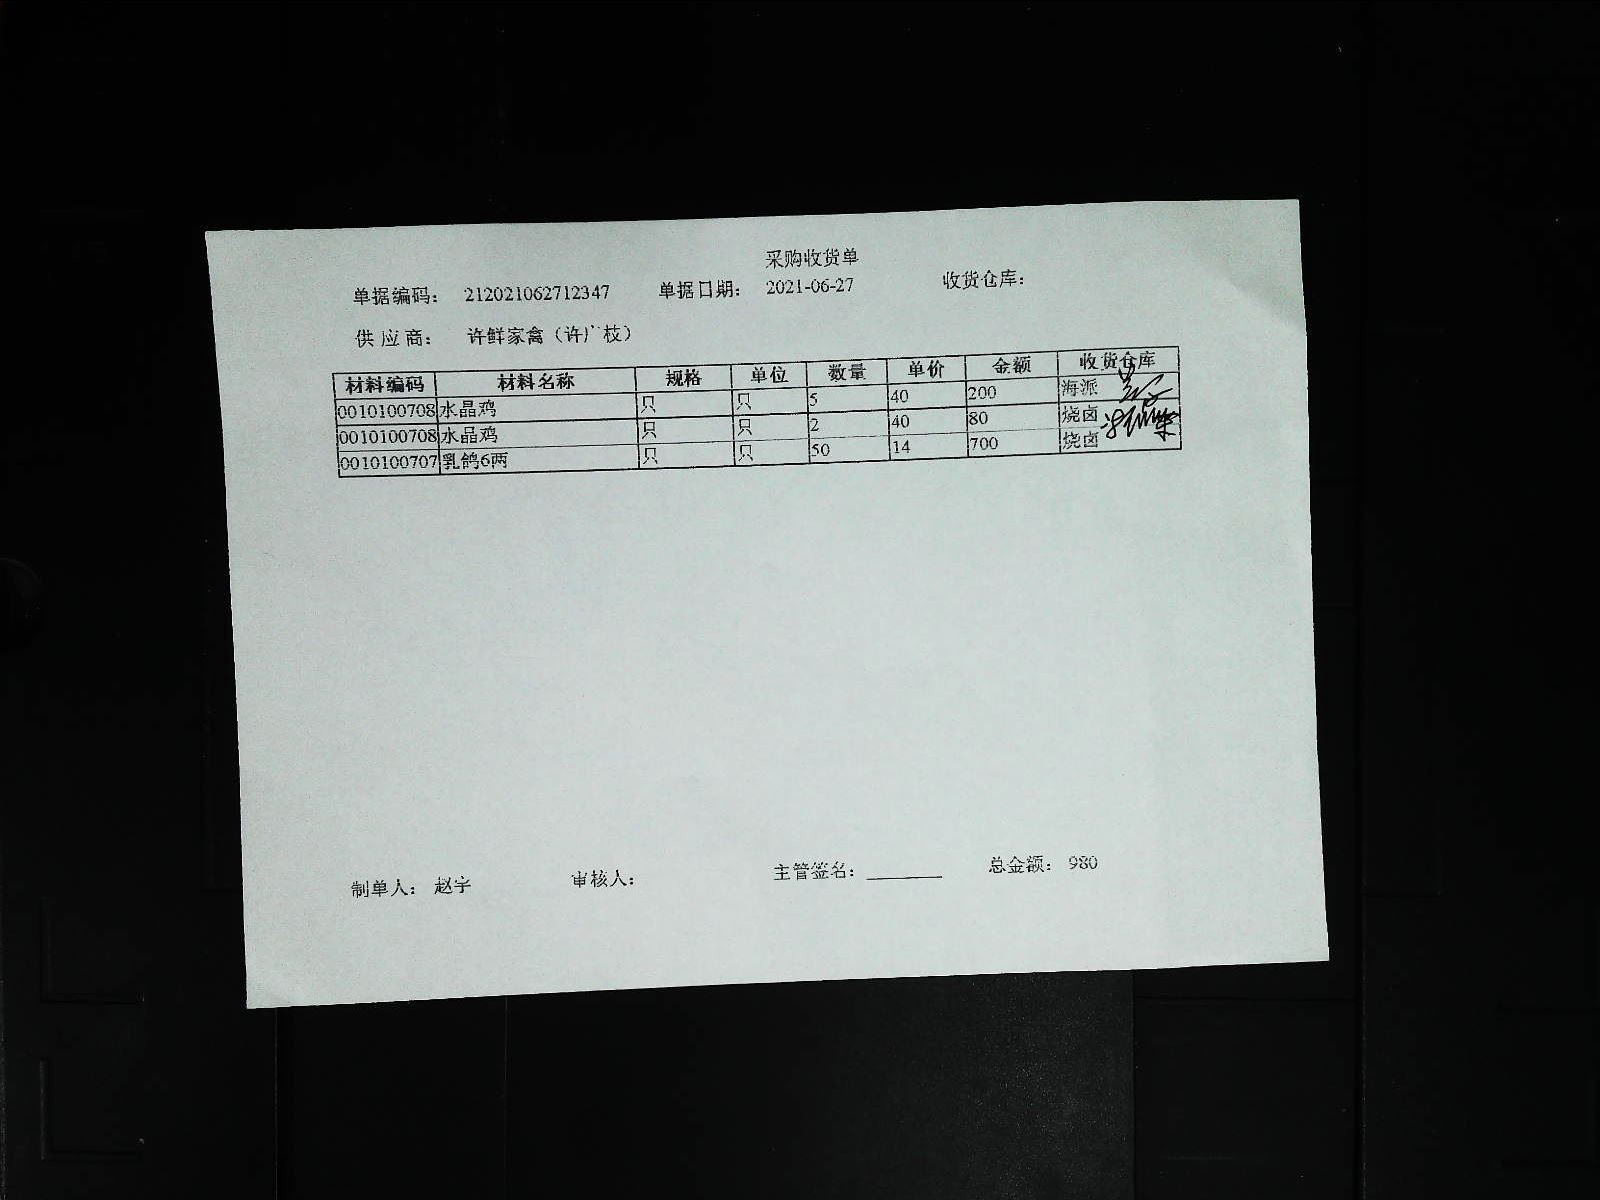 采购收货单
单据编码: 212021062712347 单据日期: 2021-06-27 收货仓库:
供应商: 许鲜家禽(许广枝)
材料编码 材料名称 规格 单位 数量 单价 金额 收货仓库
0010100708 水晶鸡 只 只 5 40 200 海派
0010100708 水晶鸡 只 只 2 40 80 烧卤
0010100707 乳鸽6两 只 只 50 14 700 烧卤
制单人: 赵宇 审核人: 主管签名: 总金额: 980